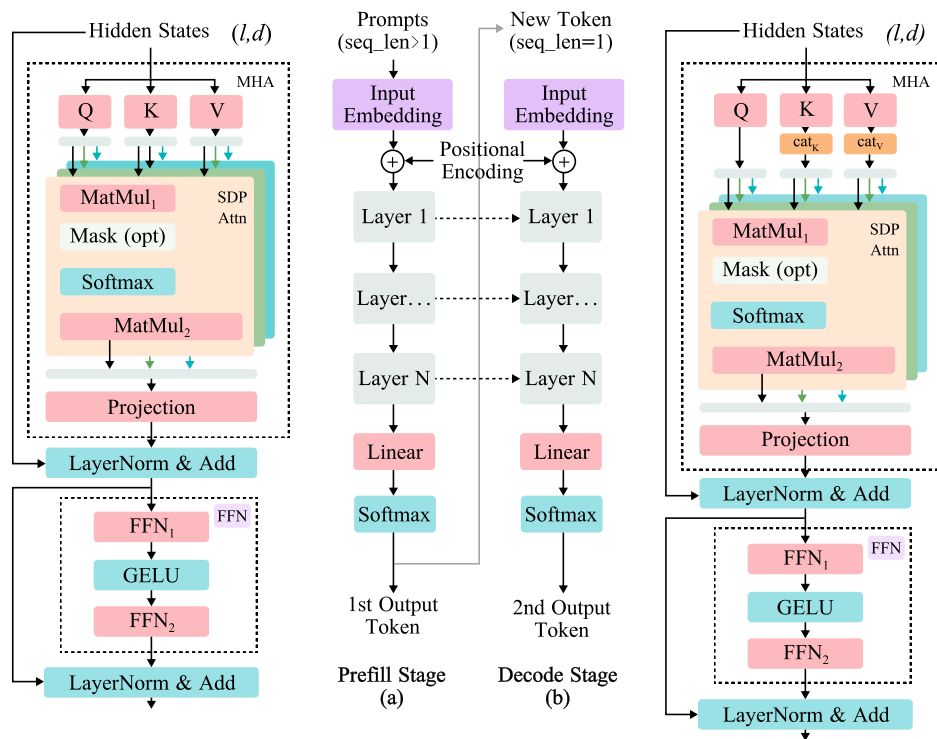 Hidden States (l,d)
MHA
Q K V
MatMul1
SDP
Attn
Mask (opt)
Softmax
MatMul2
Projection
LayerNorm & Add
FFN
FFN1
GELU
FFN2
LayerNorm & Add
Prompts
(seq_len>1)
Input
Embedding
Positional
Encoding
Layer 1
Layer...
Layer N
Linear
Softmax
1st Output
Token
Prefill Stage
(a)
New Token
(seq_len=1)
Input
Embedding
Layer 1
Layer...
Layer N
Linear
Softmax
2nd Output
Token
Decode Stage
(b)
Hidden States (l,d)
MHA
Q K V
catK catV
MatMul1
SDP
Attn
Mask (opt)
Softmax
MatMul2
Projection
LayerNorm & Add
FFN
FFN1
GELU
FFN2
LayerNorm & Add